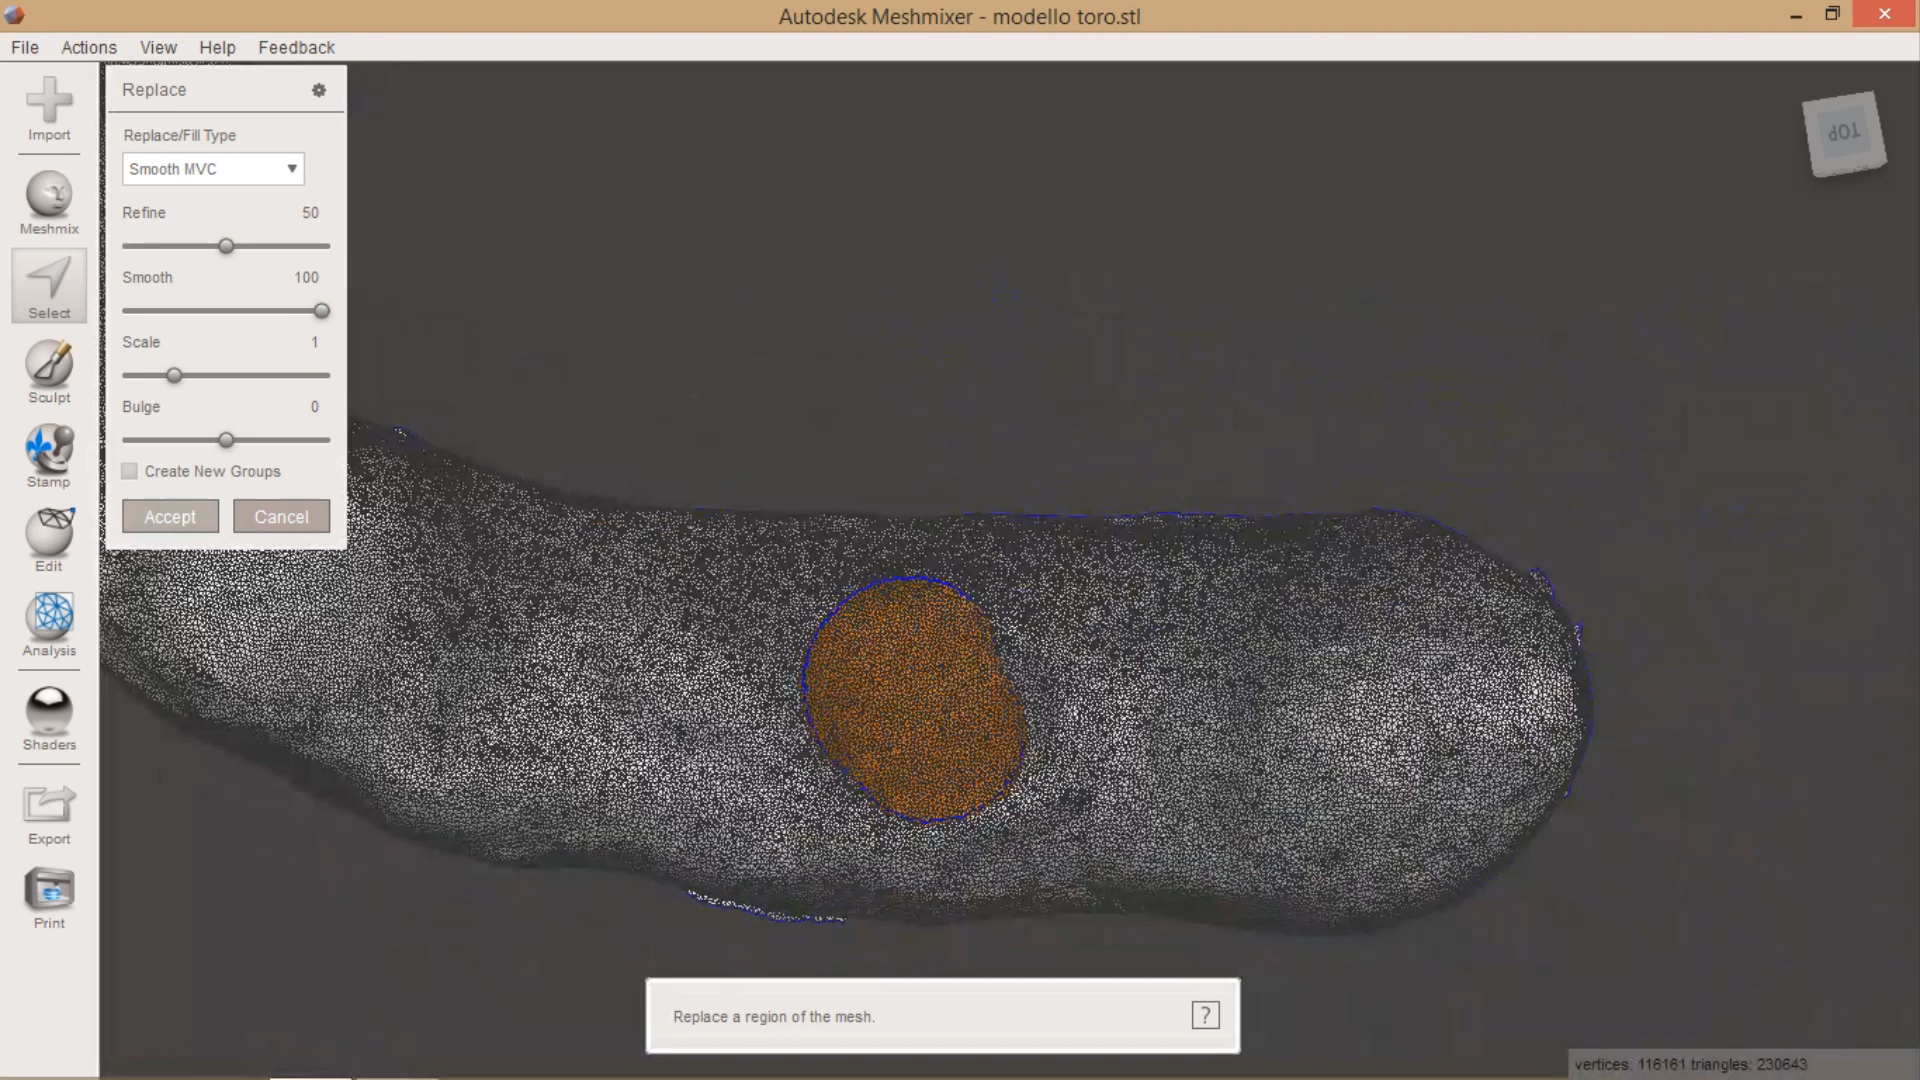 Autodesk Meshmixer - modello toro.stl
File Actions View Help Feedback
Import
Meshmix
Select
Sculpt
Stamp
Edit
Analysis
Shaders
Export
Print
Replace
Replace/Fill Type
Smooth MVC
Refine 50
Smooth 100
Scale 1
Bulge 0
Create New Groups
Accept Cancel
TOP
Replace a region of the mesh. ?
vertices: 116161 triangles: 230643